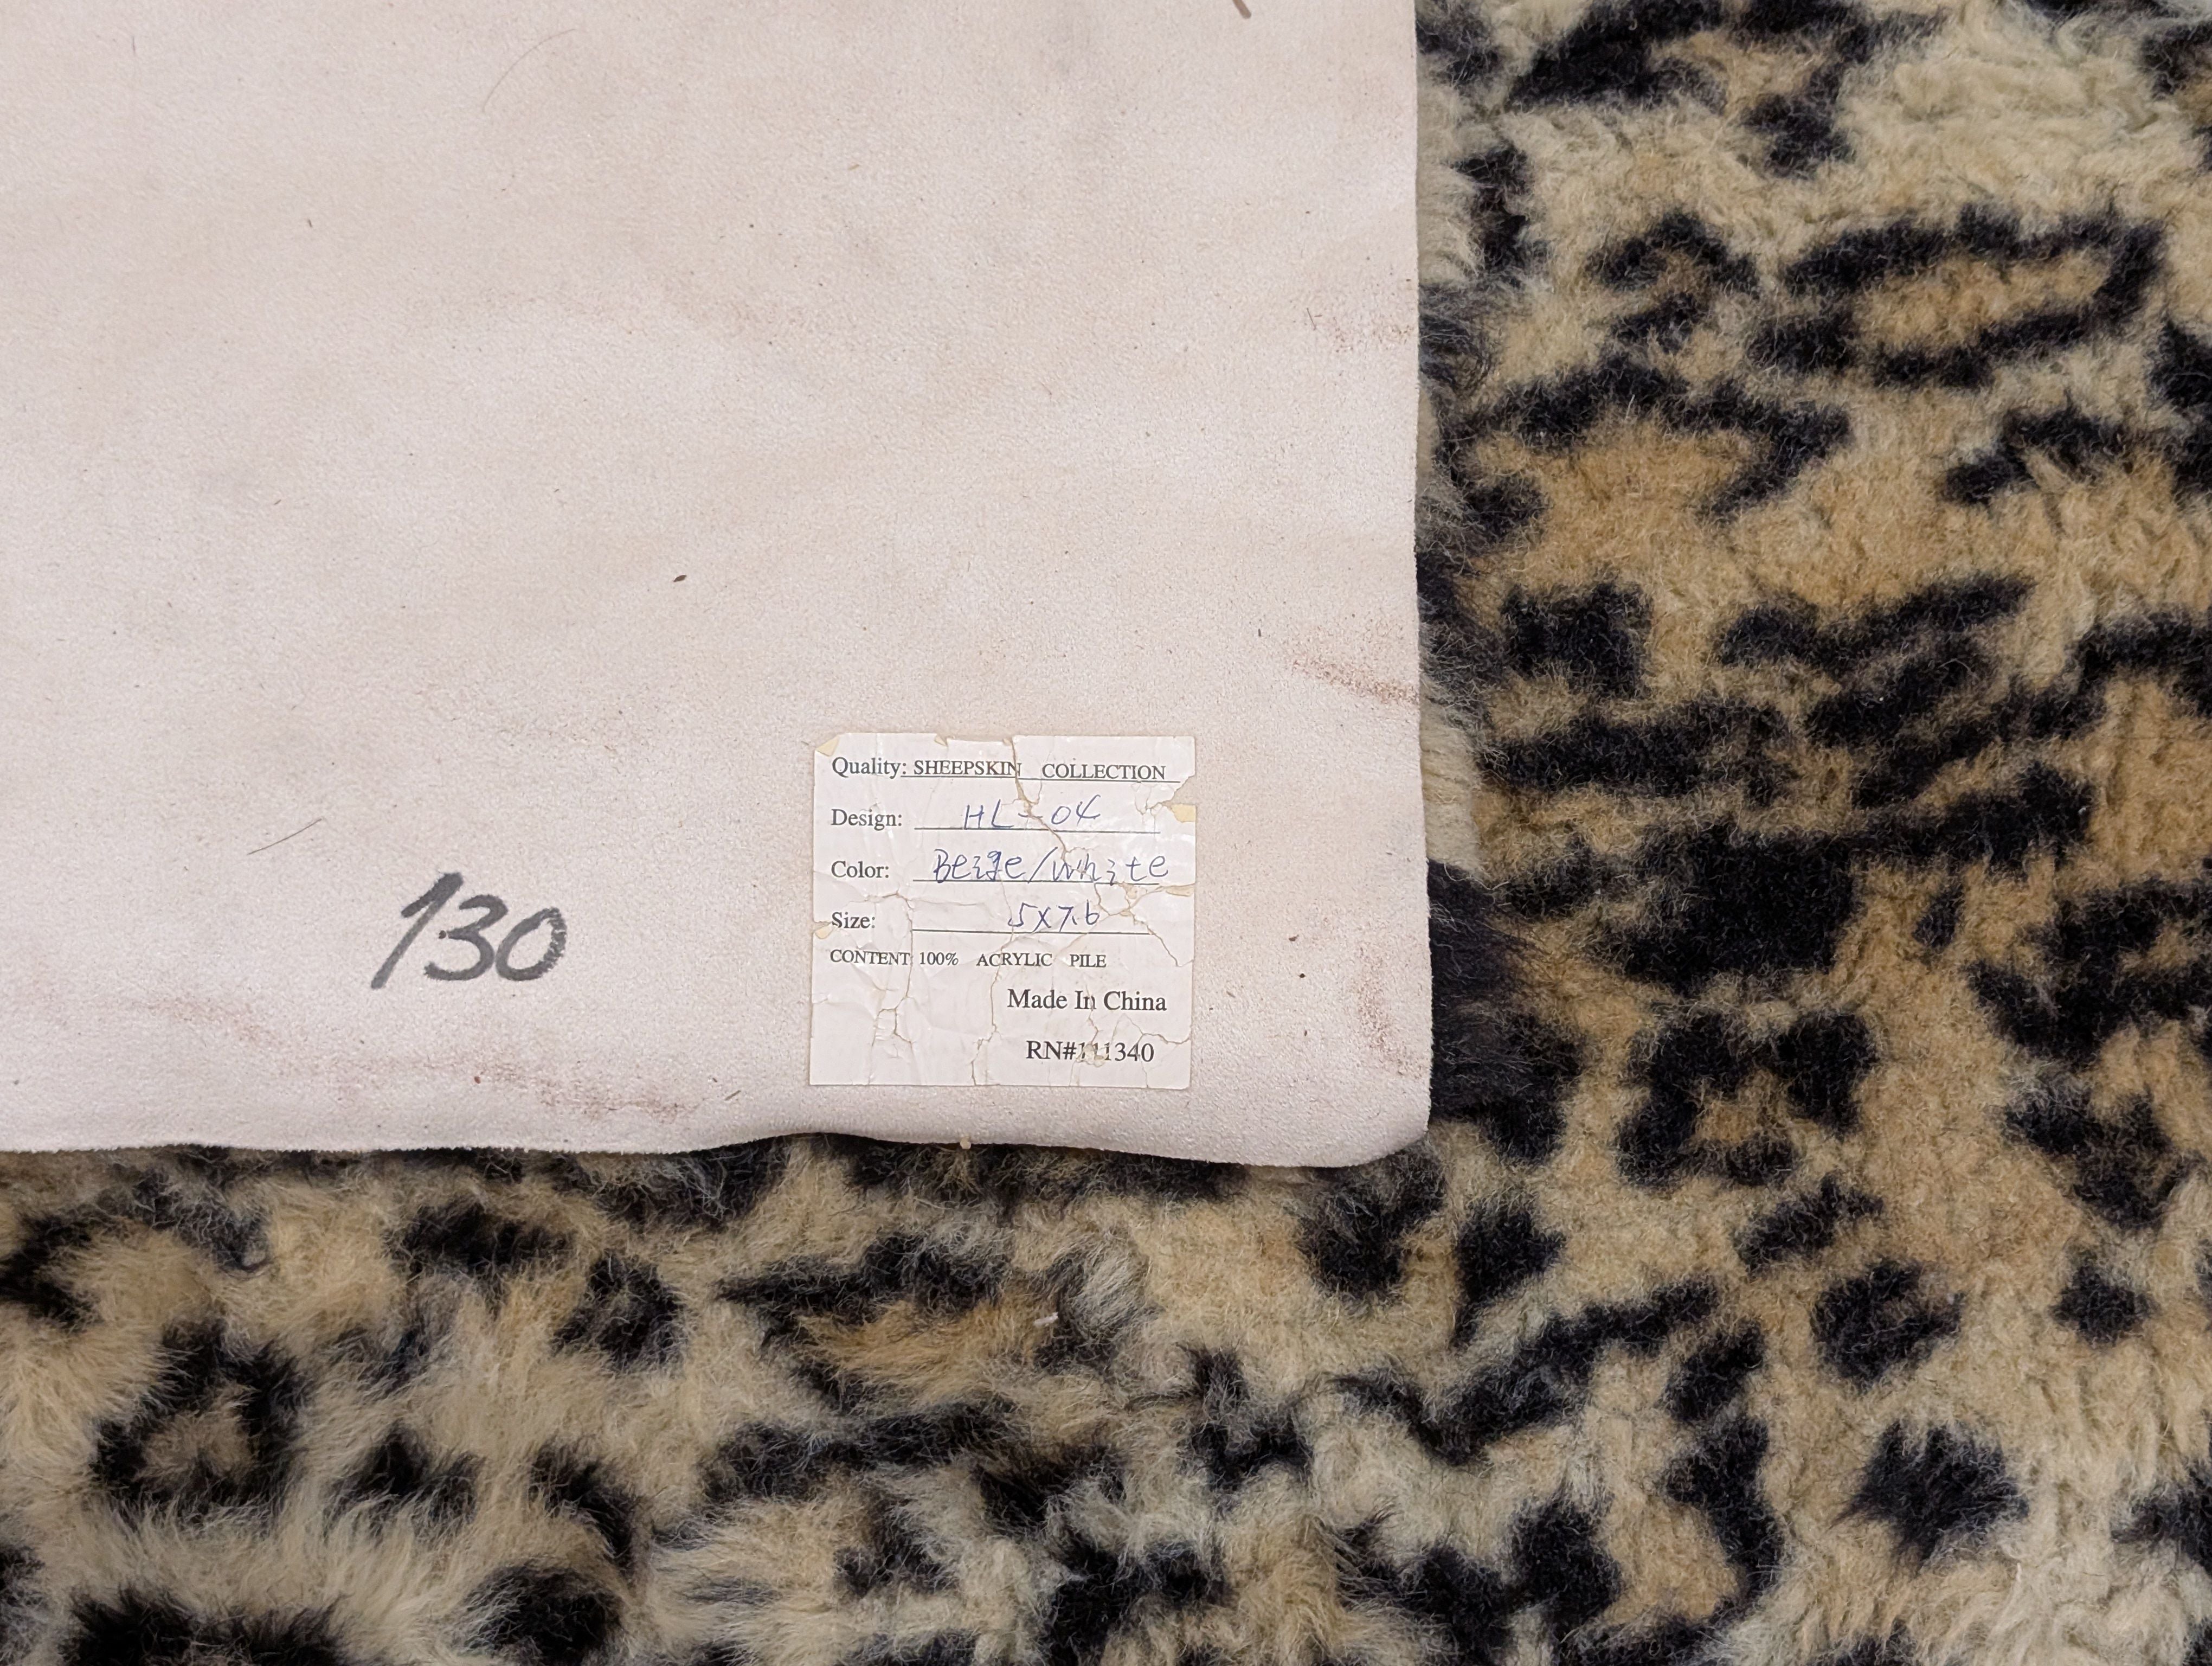 Quality: SHEEPSKIN COLLECTION
Design: HL-04
Color: Beige/White
Size: 5x7.6
CONTENT: 100% ACRYLIC PILE
Made In China
RN#111340
130